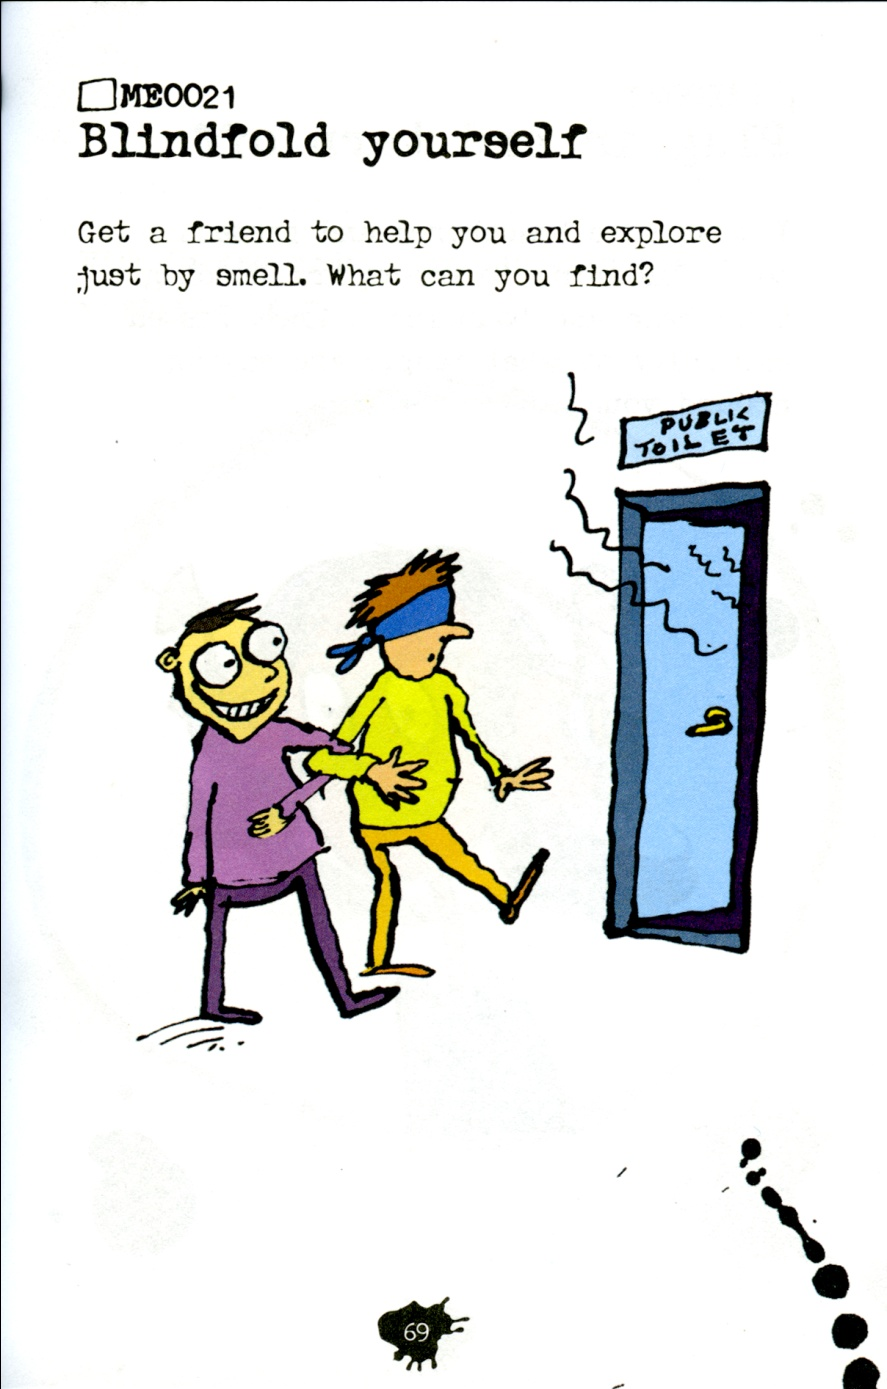 ME0021
Blindfold yourself
Get a friend to help you and explore
just by smell. What can you find?
PUBLIC
TOILET
69